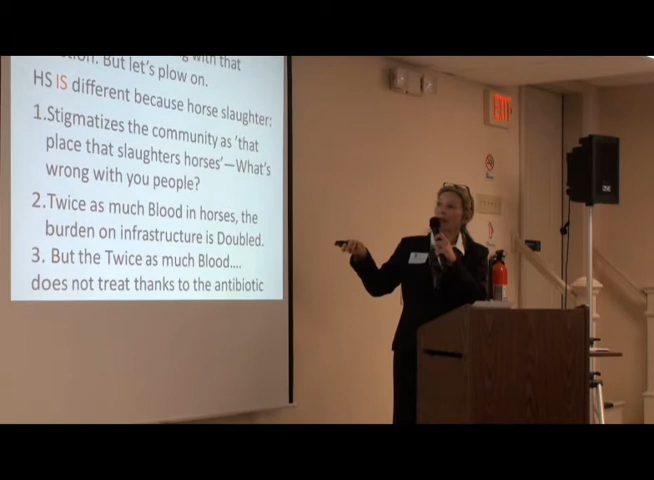 with that
But let's plow on.
HS IS different because horse slaughter:
1.Stigmatizes the community as 'that
place that slaughters horses'—What's
wrong with you people?
2.Twice as much Blood in horses, the
burden on infrastructure is Doubled.
3. But the Twice as much Blood....
does not treat thanks to the antibiotic
EXIT